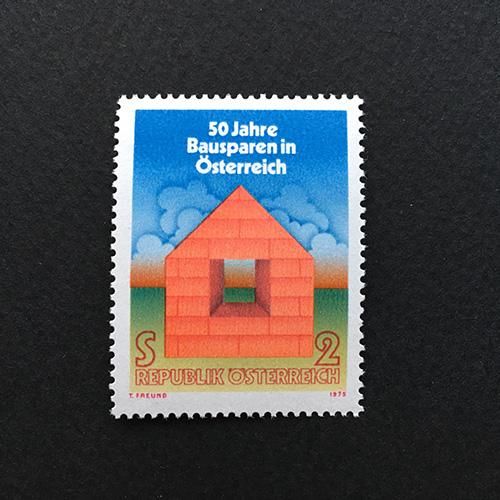 50 Jahre
Bausparen in
Österreich
S 2
REPUBLIK ÖSTERREICH
T. FREUND 1975